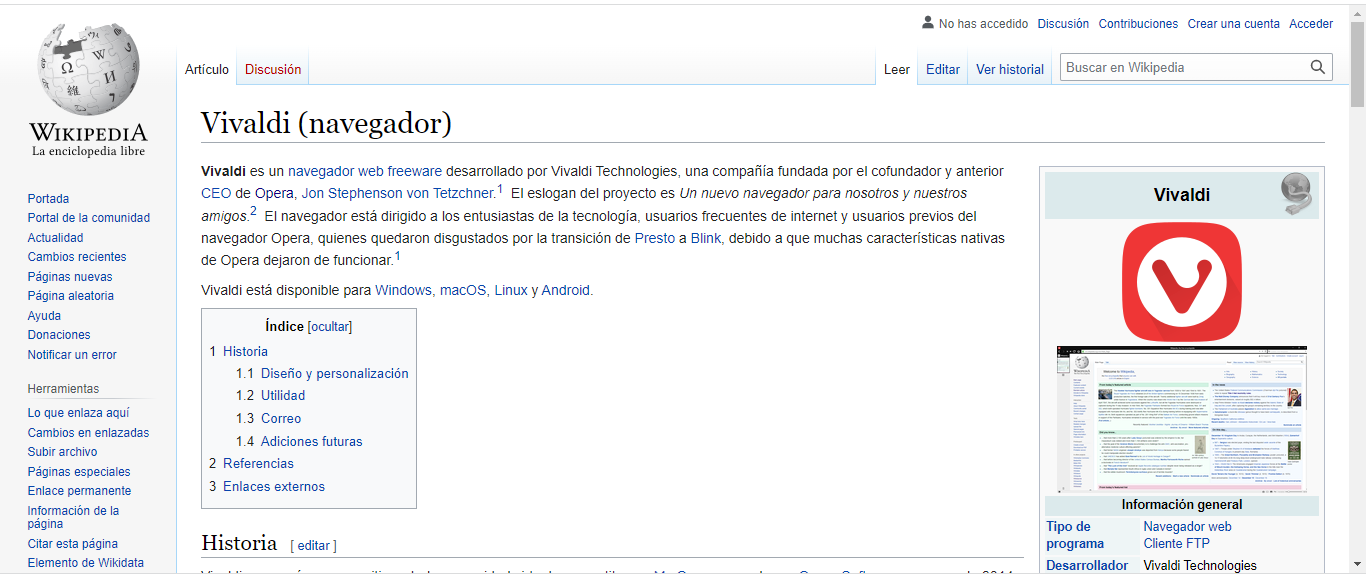 No han accedido Discusión Contribuciones Crear una cuenta Acceder
Artículo Discusión Leer Editar Ver historial Buscar en Wikipedia
WIKIPEDIA
La enciclopedia libre
Portada
Portal de la comunidad
Actualidad
Cambios recientes
Páginas nuevas
Página aleatoria
Ayuda
Donaciones
Notificar un error
Herramientas
Lo que enlaza aquí
Cambios en enlazadas
Subir archivo
Páginas especiales
Enlace permanente
Información de la
página
Citar esta página
Elemento de Wikidata
Vivaldi (navegador)
Vivaldi es un navegador web freeware desarrollado por Vivaldi Technologies, una compañía fundada por el cofundador y anterior
CEO de Opera, Jon Stephenson von Tetzchner.1 El eslogan del proyecto es Un nuevo navegador para nosotros y nuestros
amigos.2 El navegador está dirigido a los entusiastas de la tecnología, usuarios frecuentes de internet y usuarios previos del
navegador Opera, quienes quedaron disgustados por la transición de Presto a Blink, debido a que muchas características nativas
de Opera dejaron de funcionar.1
Vivaldi está disponible para Windows, macOS, Linux y Android.
Índice [ocultar]
1 Historia
1.1 Diseño y personalización
1.2 Utilidad
1.3 Correo
1.4 Adiciones futuras
2 Referencias
3 Enlaces externos
Historia [ editar ]
Vivaldi
Información general
Tipo de Navegador web
programa Cliente FTP
Desarrollador Vivaldi Technologies